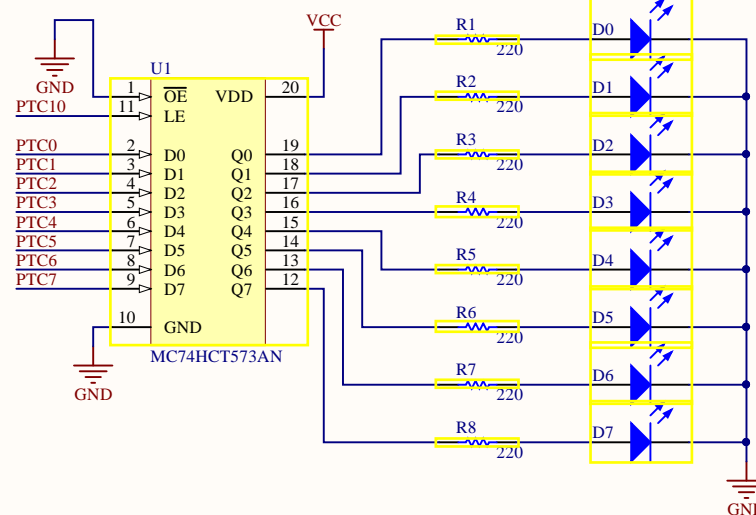 VCC
R1
220
D0
GND
U1
1
OE
VDD
20
R2
220
D1
PTC10
11
LE
PTC0
2
D0
Q0
19
R3
220
D2
PTC1
3
D1
Q1
18
PTC2
4
D2
Q2
17
PTC3
5
D3
Q3
16
R4
220
D3
PTC4
6
D4
Q4
15
PTC5
7
D5
Q5
14
R5
220
D4
PTC6
8
D6
Q6
13
PTC7
9
D7
Q7
12
10
GND
R6
220
D5
MC74HCT573AN
GND
R7
220
D6
R8
220
D7
GND